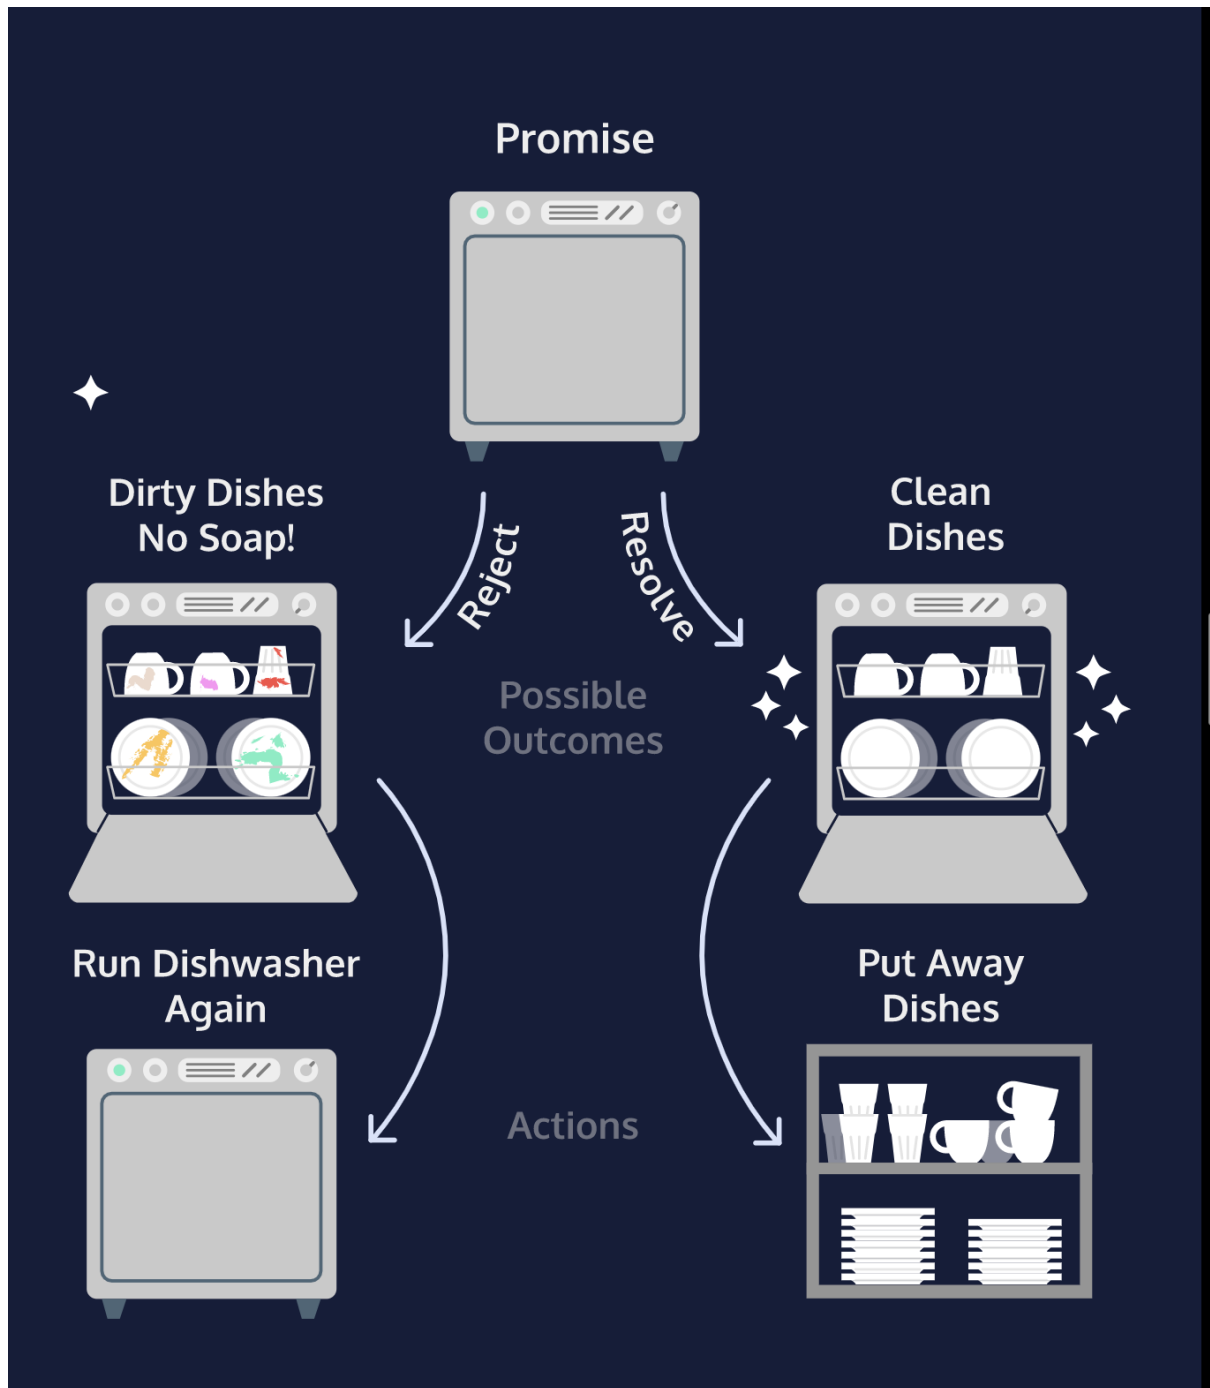 Promise
Dirty Dishes
No Soap!
Reject
Resolve
Clean
Dishes
Possible
Outcomes
Run Dishwasher
Again
Put Away
Dishes
Actions